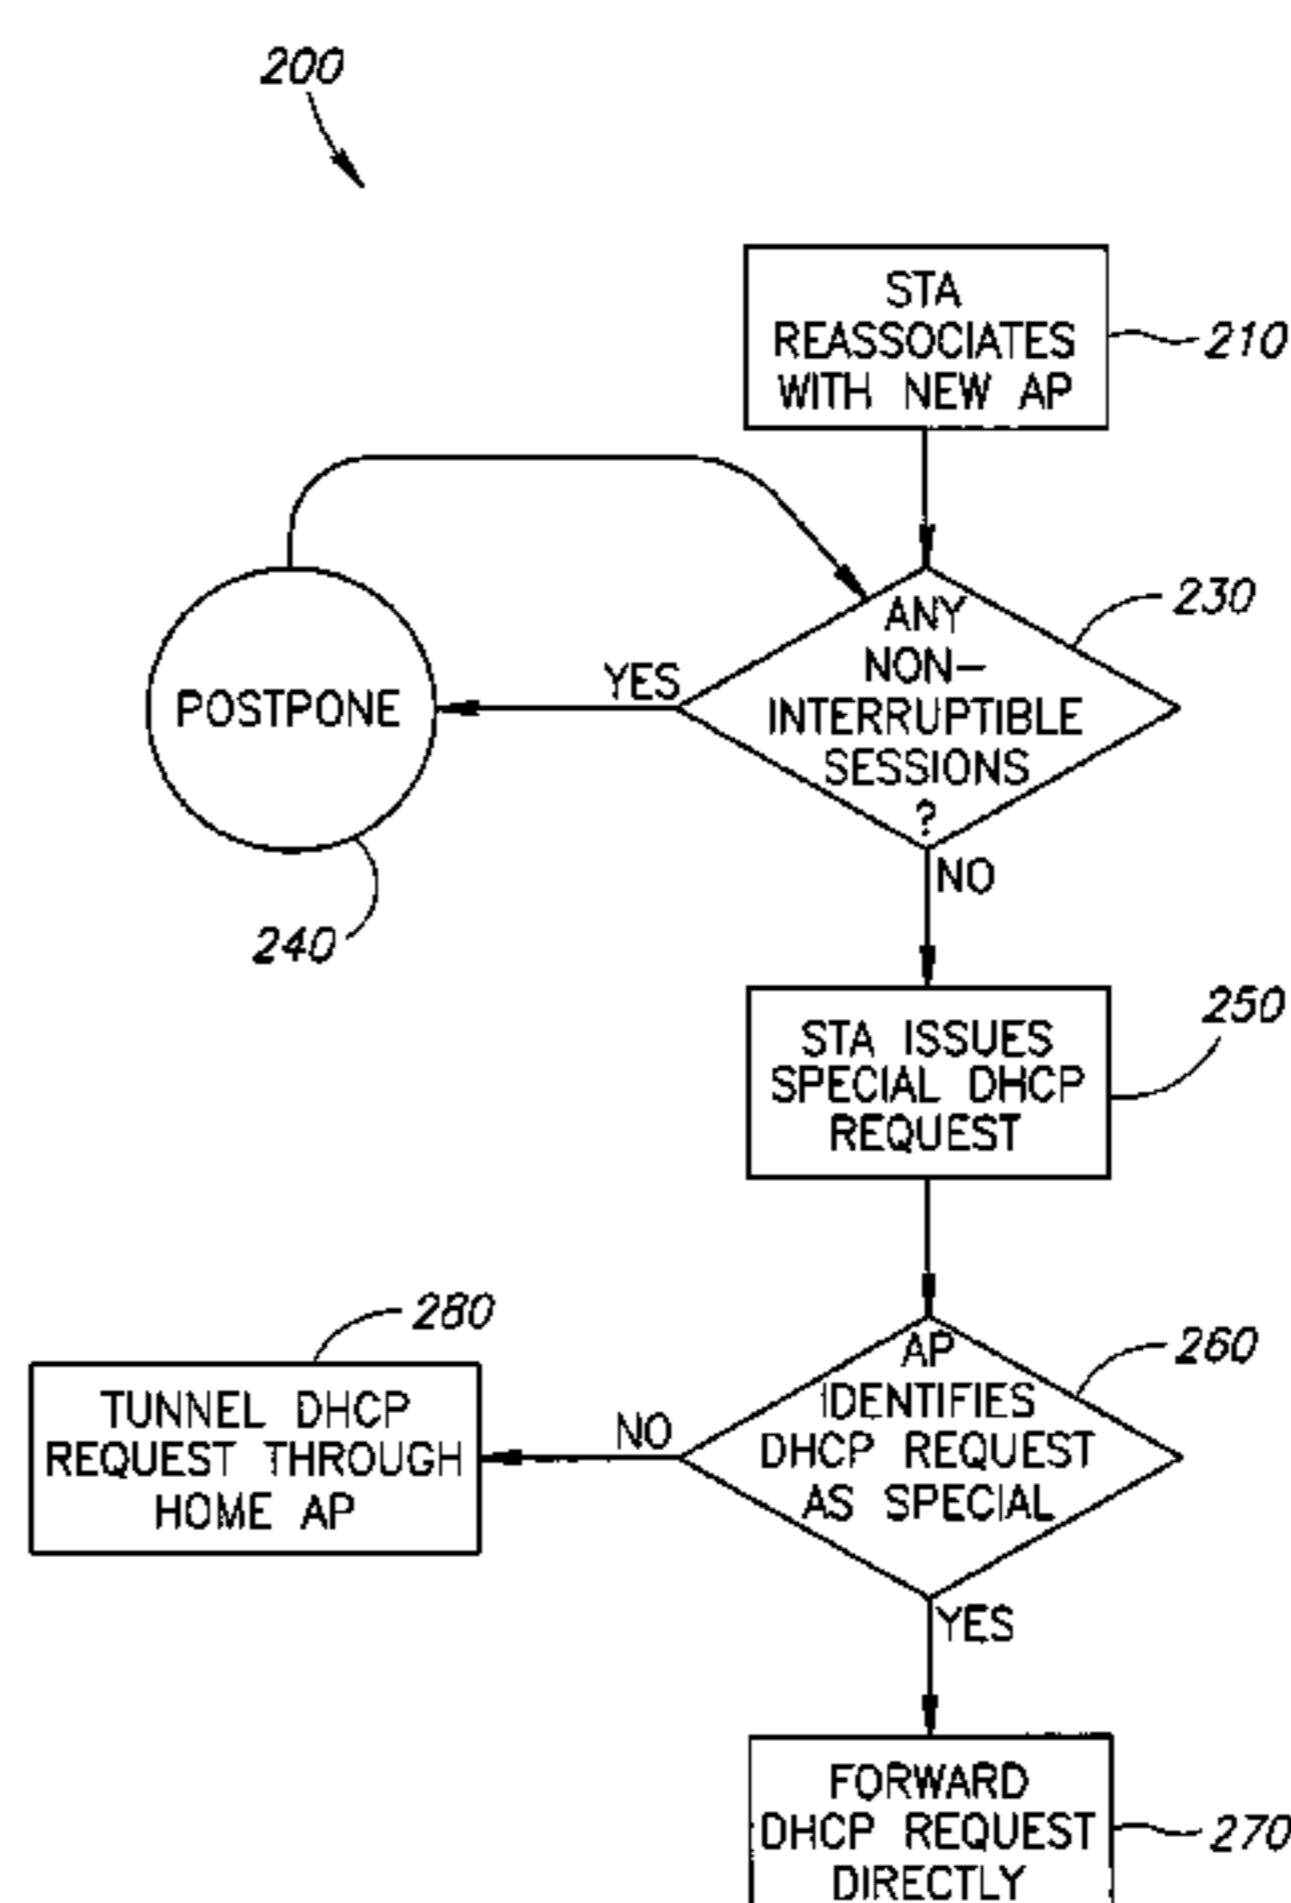 200
STA
REASSOCIATES
WITH NEW AP
210
ANY
NON-
INTERRUPTIBLE
SESSIONS
?
230
YES
POSTPONE
240
NO
STA ISSUES
SPECIAL DHCP
REQUEST
250
AP
IDENTIFIES
DHCP REQUEST
AS SPECIAL
260
NO
280
TUNNEL DHCP
REQUEST THROUGH
HOME AP
YES
FORWARD
DHCP REQUEST
DIRECTLY
270